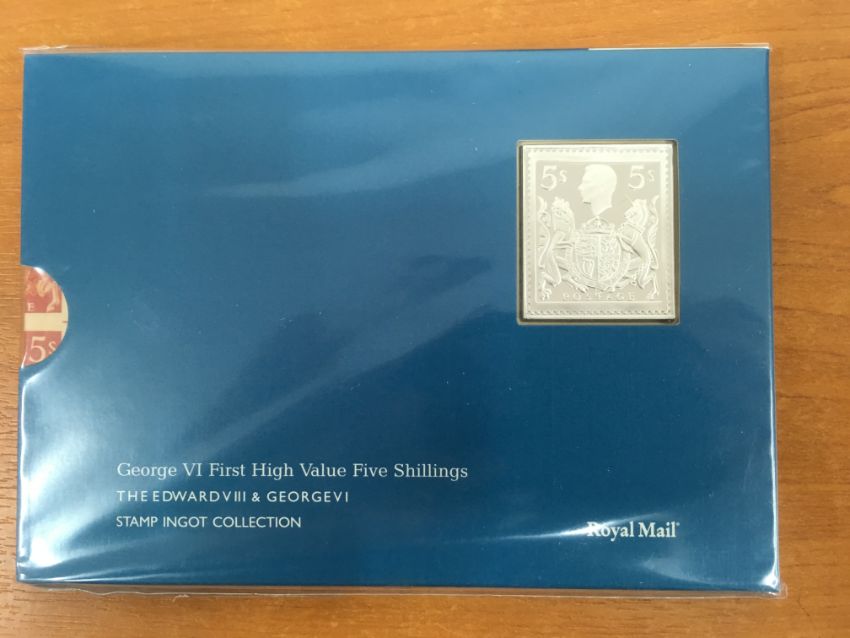 5s 5s
POSTAGE
E
5s
George VI First High Value Five Shillings
THE EDWARD VIII & GEORGE VI
STAMP INGOT COLLECTION
Royal Mail®